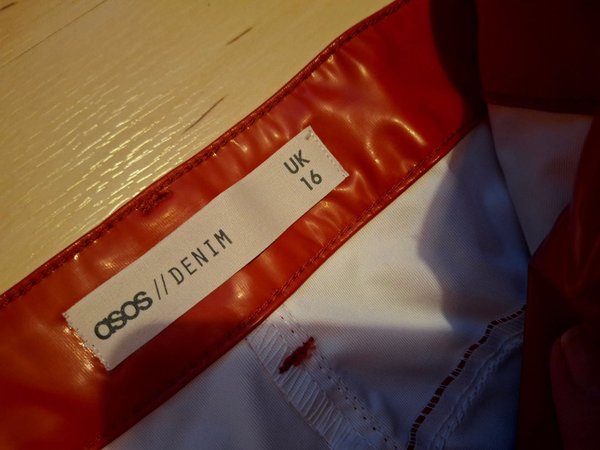 asos // DENIM
UK
16